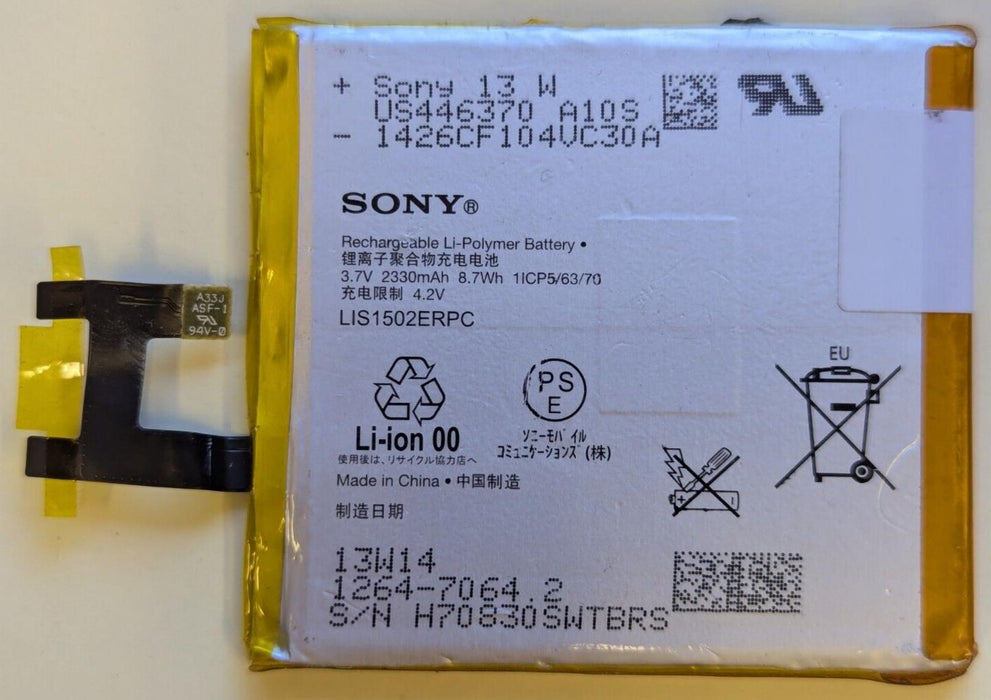 + Sony 13 W
US446370 A10S
- 1426CF104VC30A
SONY®
Rechargeable Li-Polymer Battery •
锂离子聚合物充电电池
3.7V 2330mAh 8.7Wh 1ICP5/63/70
充电限制 4.2V
LIS1502ERPC
A33J
ASF-1
94V-0
EU
PS
E
Li-ion 00
使用後は、リサイクル協力店へ
ソニーモバイル
コミュニケーションズ(株)
+ -
Made in China • 中国制造
制造日期
13W14
1264-7064.2
S/N H70830SWTBRS